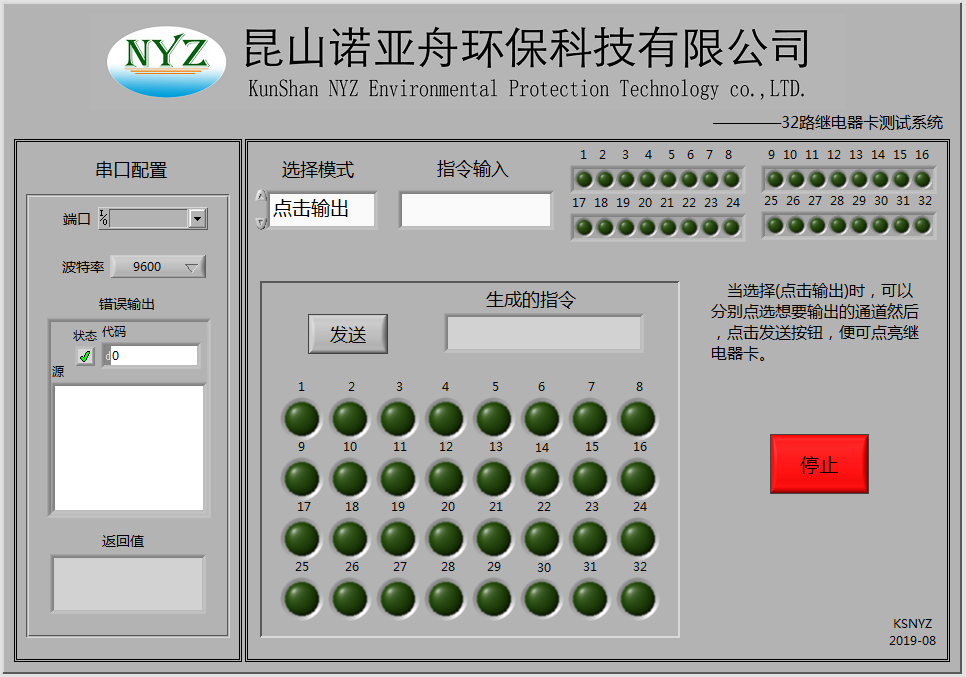 NYZ
昆山诺亚舟环保科技有限公司
KunShan NYZ Environmental Protection Technology co.,LTD.
————32路继电器卡测试系统
串口配置
端口
I/O
波特率
9600
错误输出
状态
代码
d0
源
返回值
选择模式
点击输出
指令输入
1 2 3 4 5 6 7 8
17 18 19 20 21 22 23 24
9 10 11 12 13 14 15 16
25 26 27 28 29 30 31 32
发送
生成的指令
1 2 3 4 5 6 7 8
9 10 11 12 13 14 15 16
17 18 19 20 21 22 23 24
25 26 27 28 29 30 31 32
当选择(点击输出)时，可以
分别点选想要输出的通道然后
，点击发送按钮，便可点亮继
电器卡。
停止
KSNYZ
2019-08